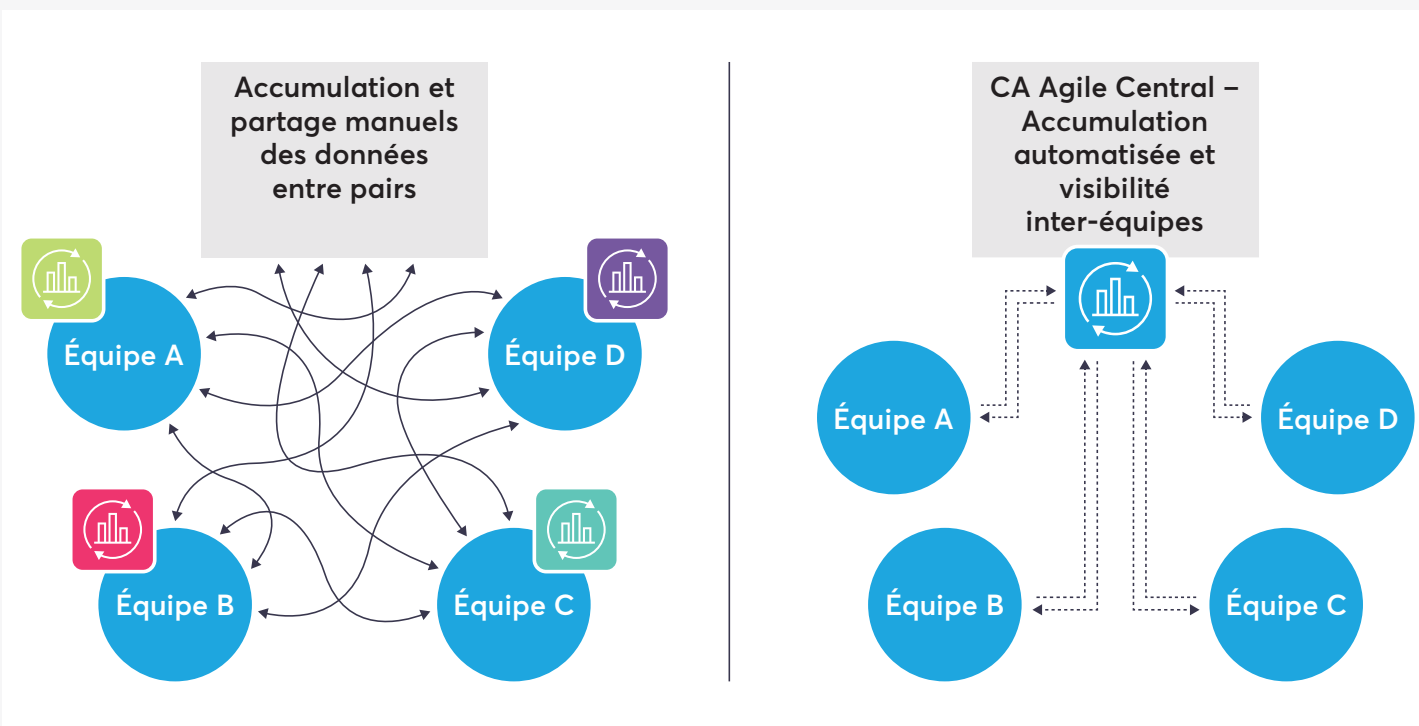 Accumulation et
partage manuels
des données
entre pairs
Équipe A
Équipe D
Équipe B
Équipe C
CA Agile Central –
Accumulation
automatisée et
visibilité
inter-équipes
Équipe A
Équipe D
Équipe B
Équipe C